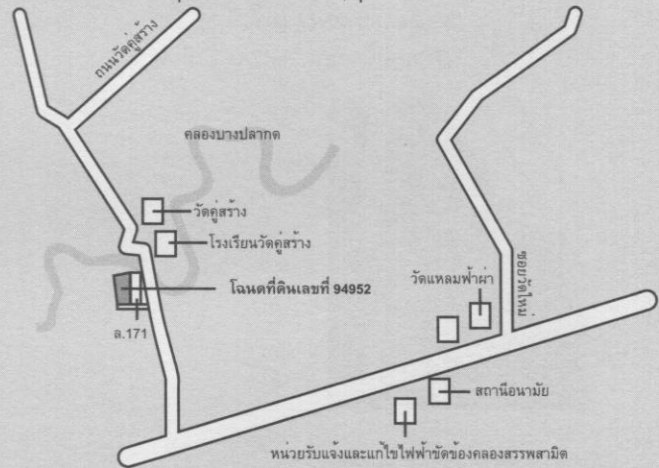 ถนนวัดคู่สร้าง
คลองบางปลากด
วัดคู่สร้าง
โรงเรียนวัดคู่สร้าง
วัดแหลมฟ้าผ่า
ซอยวัดใหม่
โฉนดที่ดินเลขที่ 94952
ล.171
สถานีอนามัย
หน่วยรับแจ้งและแก้ไขไฟฟ้าขัดข้องคลองสรรพสามิต